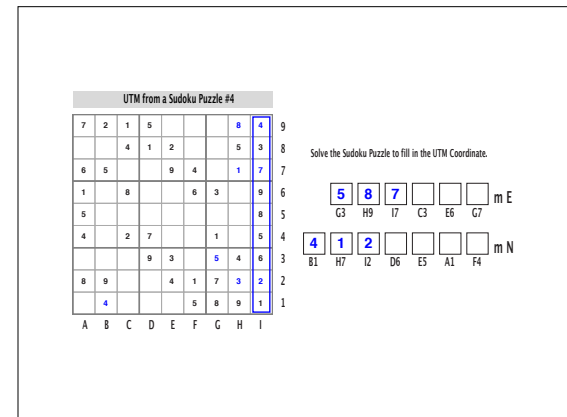 UTM from a Sudoku Puzzle #4
7 2 1 5 8 4 9
4 1 2 5 3 8
Solve the Sudoku Puzzle to fill in the UTM Coordinate.
6 5 9 4 1 7 7
1 8 6 3 9 6
5 8 5
4 2 7 1 5 4
9 3 5 4 6 3
8 9 4 1 7 3 2 2
4 5 8 9 1 1
A B C D E F G H I
5 8 7 m E
G3 H9 I7 C3 E6 G7
4 1 2 m N
B1 H7 I2 D6 E5 A1 F4